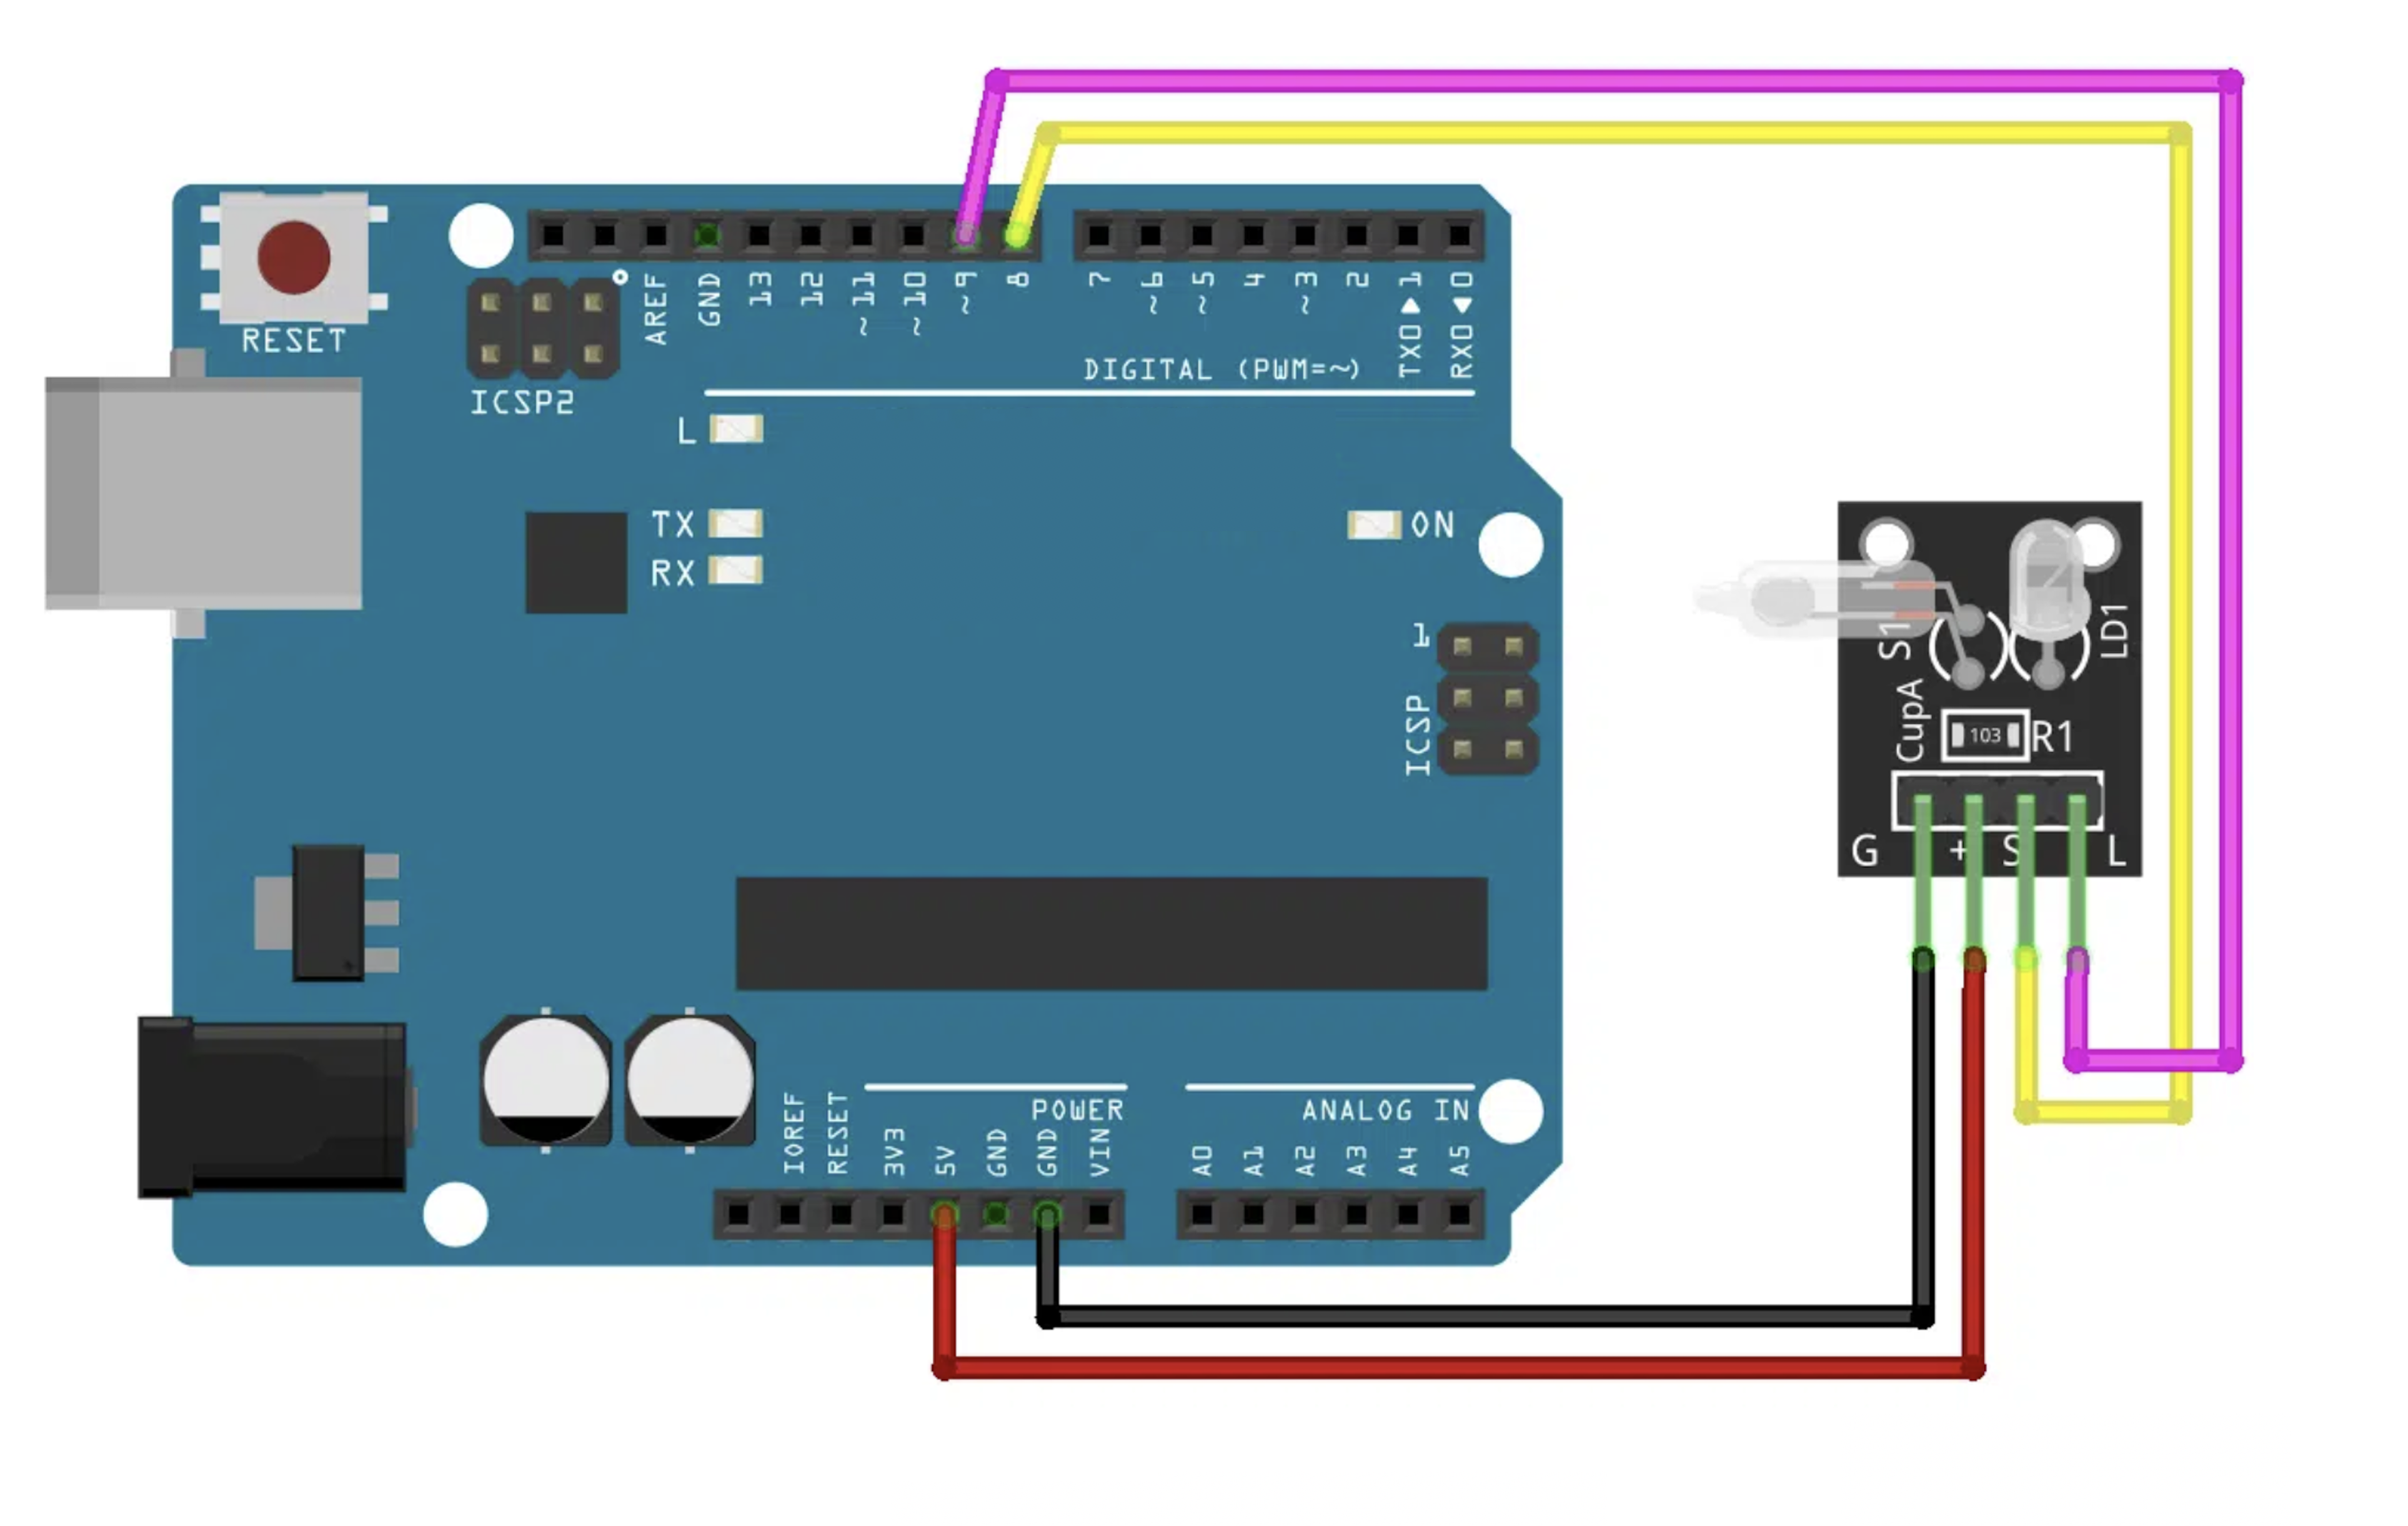 RESET
ICSP2
AREF
GND
13
12
~11
~10
~9
8
7
~6
~5
4
~3
2
TX0▶1
RX0◀0
DIGITAL (PWM=~)
L
TX
RX
ON
1
ICSP
S1
LD1
CupA
103
R1
G + S L
POWER
ANALOG IN
IOREF
RESET
3V3
5V
GND
GND
VIN
A0
A1
A2
A3
A4
A5